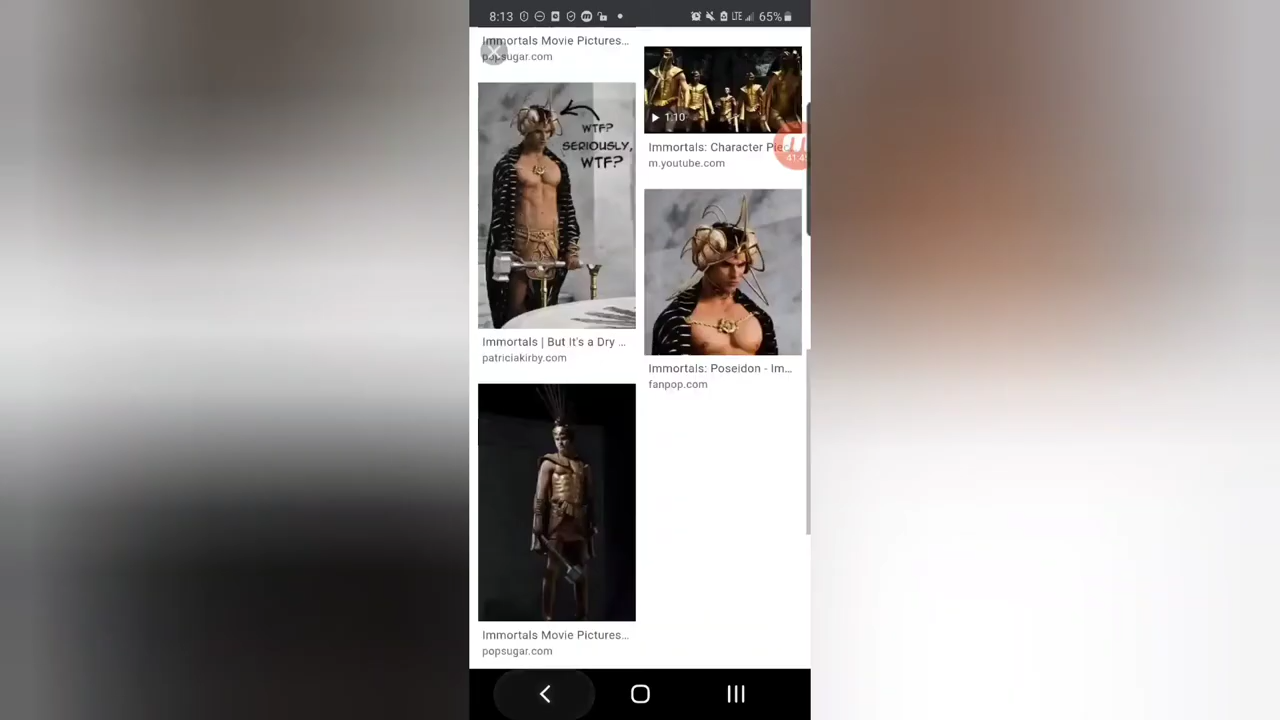 8:13
LTE
65%
Immortals Movie Pictures...
popsugar.com
WTF?
SERIOUSLY,
WTF?
Immortals | But It's a Dry ...
patriciakirby.com
Immortals Movie Pictures...
popsugar.com
1:10
Immortals: Character Piec
m.youtube.com
Immortals: Poseidon - Im...
fanpop.com